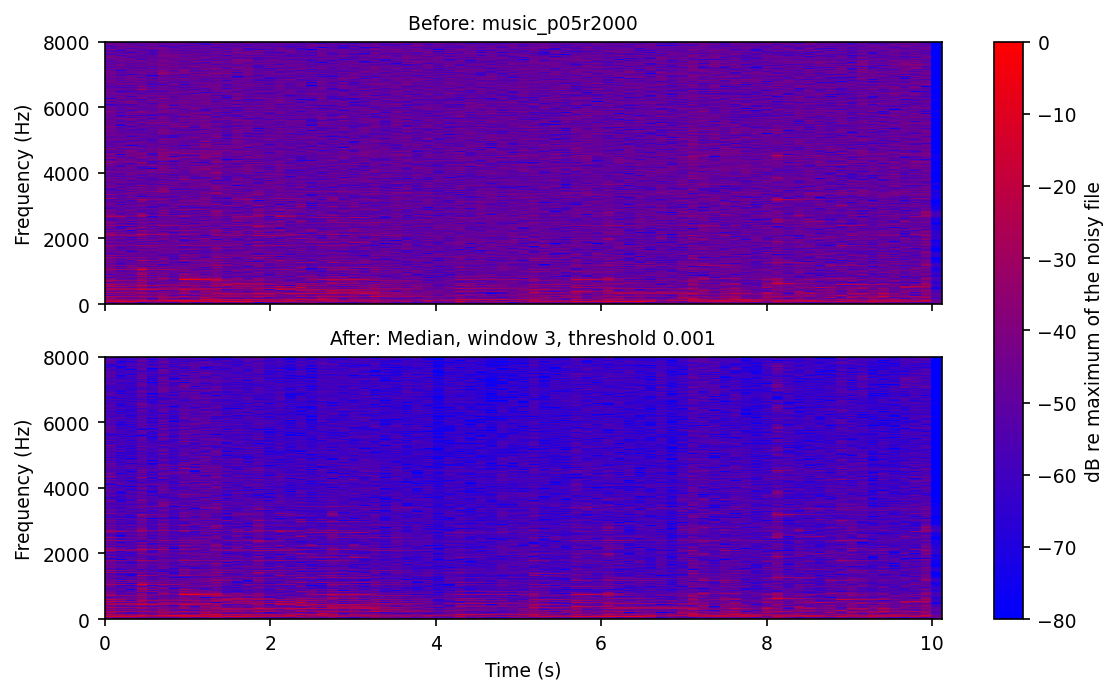 Before: music_p05r2000
8000
6000
4000
2000
0
Frequency (Hz)
After: Median, window 3, threshold 0.001
8000
6000
4000
2000
0
Frequency (Hz)
0 2 4 6 8 10
Time (s)
0
−10
−20
−30
−40
−50
−60
−70
−80
dB re maximum of the noisy file